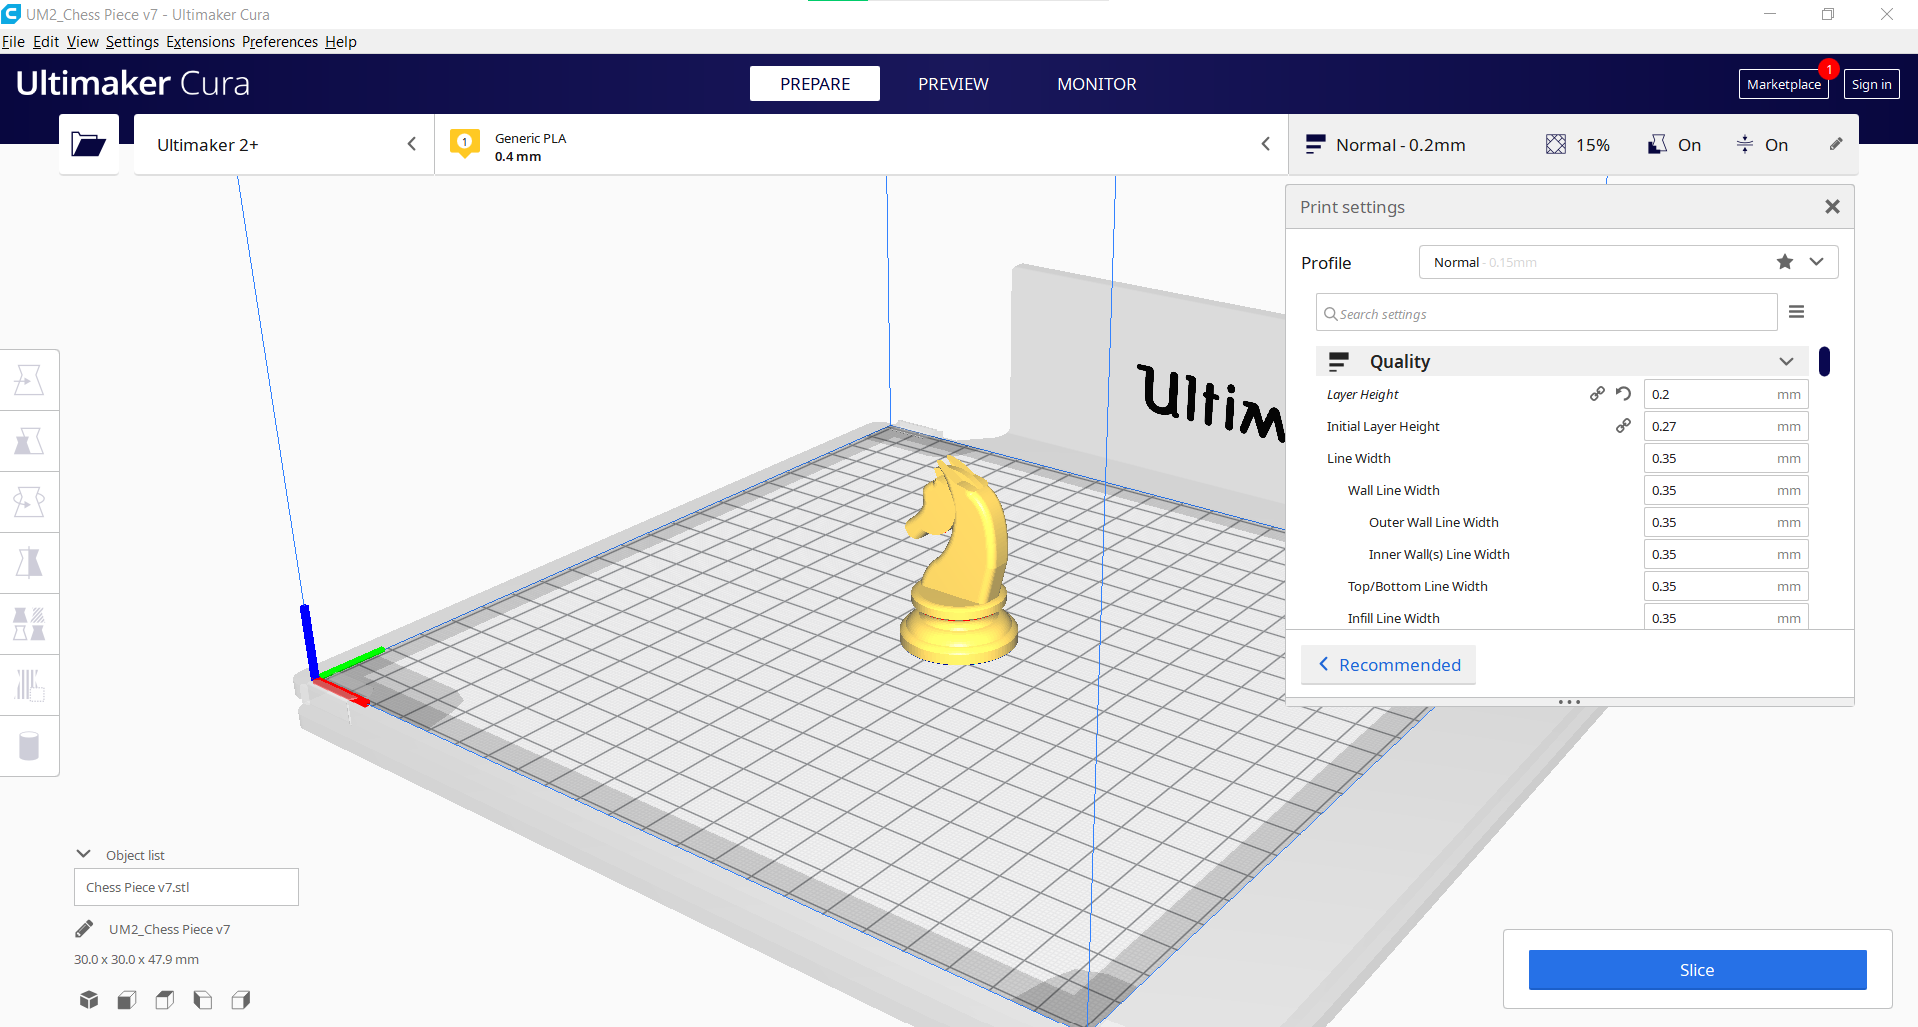 UM2_Chess Piece v7 - Ultimaker Cura
File Edit View Settings Extensions Preferences Help
Ultimaker Cura
PREPARE PREVIEW MONITOR
Marketplace 1 Sign in
Ultimaker 2+
1 Generic PLA
0.4 mm
Normal - 0.2mm 15% On On
Print settings
Profile Normal - 0.15mm
Search settings
Quality
Layer Height 0.2 mm
Initial Layer Height 0.27 mm
Line Width 0.35 mm
Wall Line Width 0.35 mm
Outer Wall Line Width 0.35 mm
Inner Wall(s) Line Width 0.35 mm
Top/Bottom Line Width 0.35 mm
Infill Line Width 0.35 mm
Recommended
Ultim
Object list
Chess Piece v7.stl
UM2_Chess Piece v7
30.0 x 30.0 x 47.9 mm
Slice